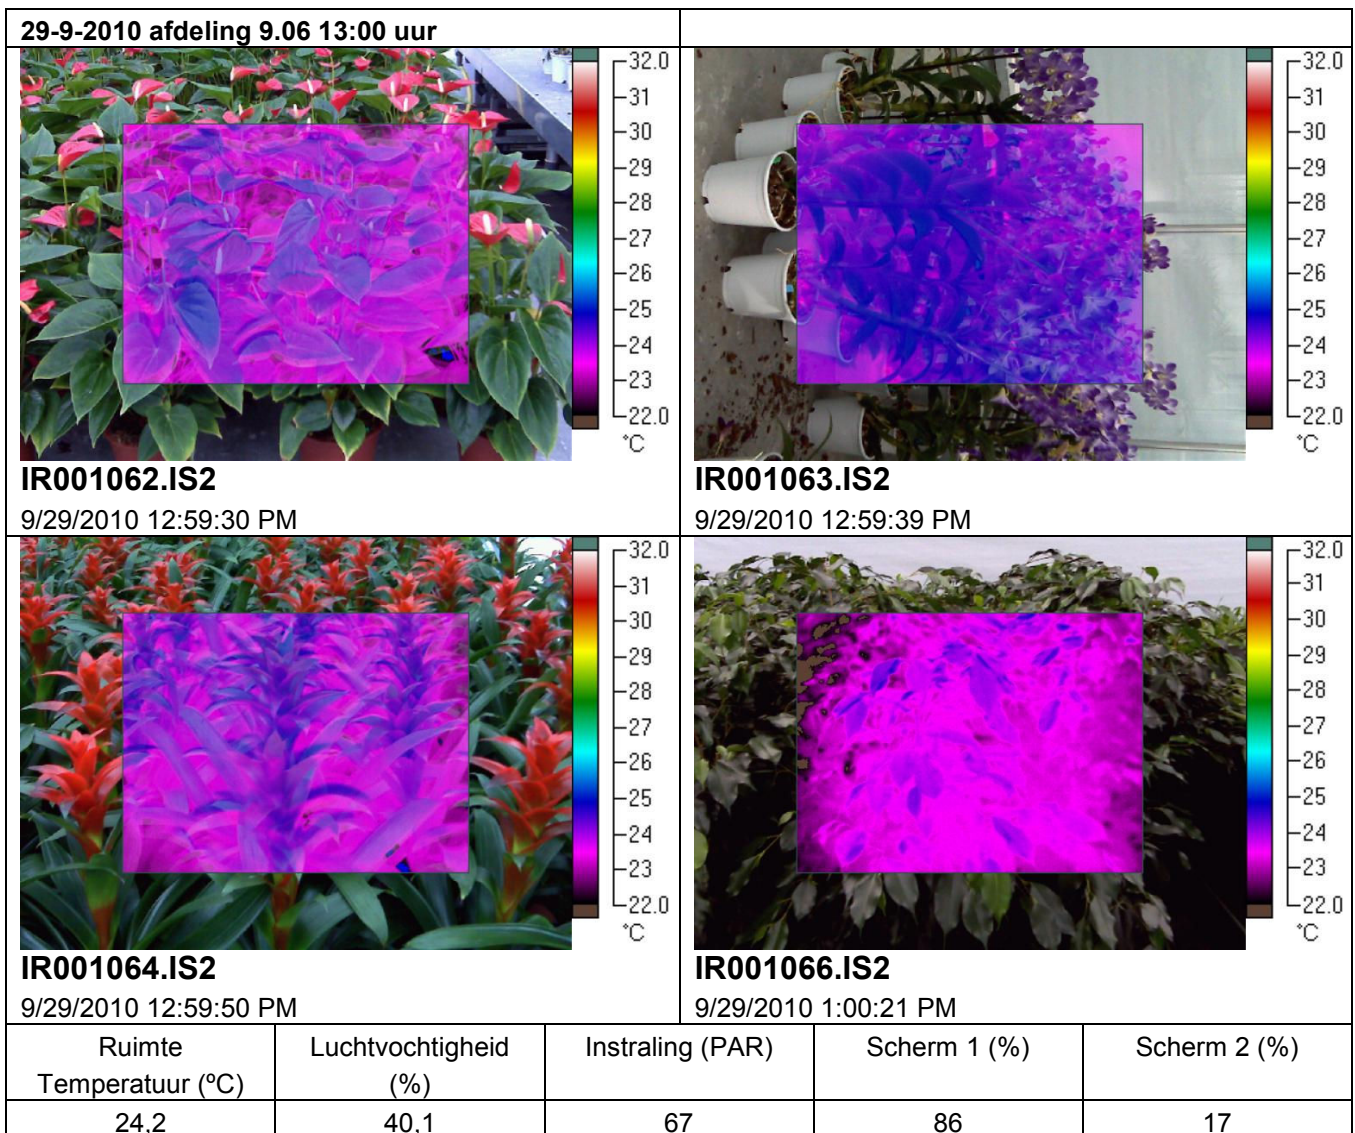 29-9-2010 afdeling 9.06 13:00 uur
32.0
31
30
29
28
27
26
25
24
23
22.0
°C
32.0
31
30
29
28
27
26
25
24
23
22.0
°C
IR001062.IS2
9/29/2010 12:59:30 PM
IR001063.IS2
9/29/2010 12:59:39 PM
32.0
31
30
29
28
27
26
25
24
23
22.0
°C
32.0
31
30
29
28
27
26
25
24
23
22.0
°C
IR001064.IS2
9/29/2010 12:59:50 PM
IR001066.IS2
9/29/2010 1:00:21 PM
Ruimte Luchtvochtigheid Instraling (PAR) Scherm 1 (%) Scherm 2 (%)
Temperatuur (ºC) (%)
24,2 40,1 67 86 17